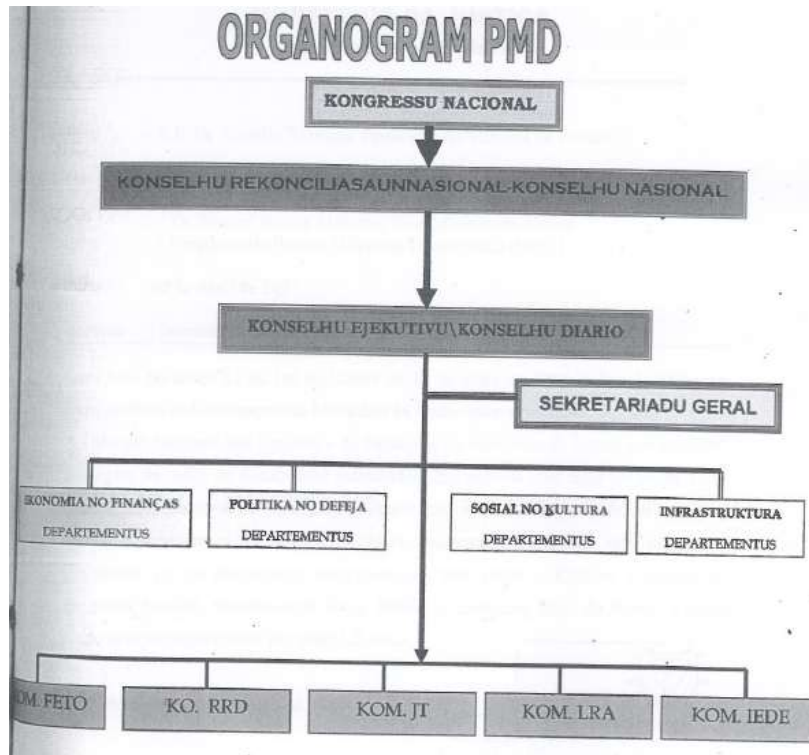 ORGANOGRAM PMD
KONGRESSU NACIONAL
KONSELHU REKONCILIASAUNNASIONAL-KONSELHU NASIONAL
KONSELHU EJEKUTIVU\KONSELHU DIARIO
SEKRETARIADU GERAL
EKONOMIA NO FINANÇAS
DEPARTEMENTUS
POLITIKA NO DEFEJA
DEPARTEMENTUS
SOSIAL NO KULTURA
DEPARTEMENTUS
INFRASTRUKTURA
DEPARTEMENTUS
KOM. FETO
KO. RRD
KOM. JT
KOM. LRA
KOM. IEDE